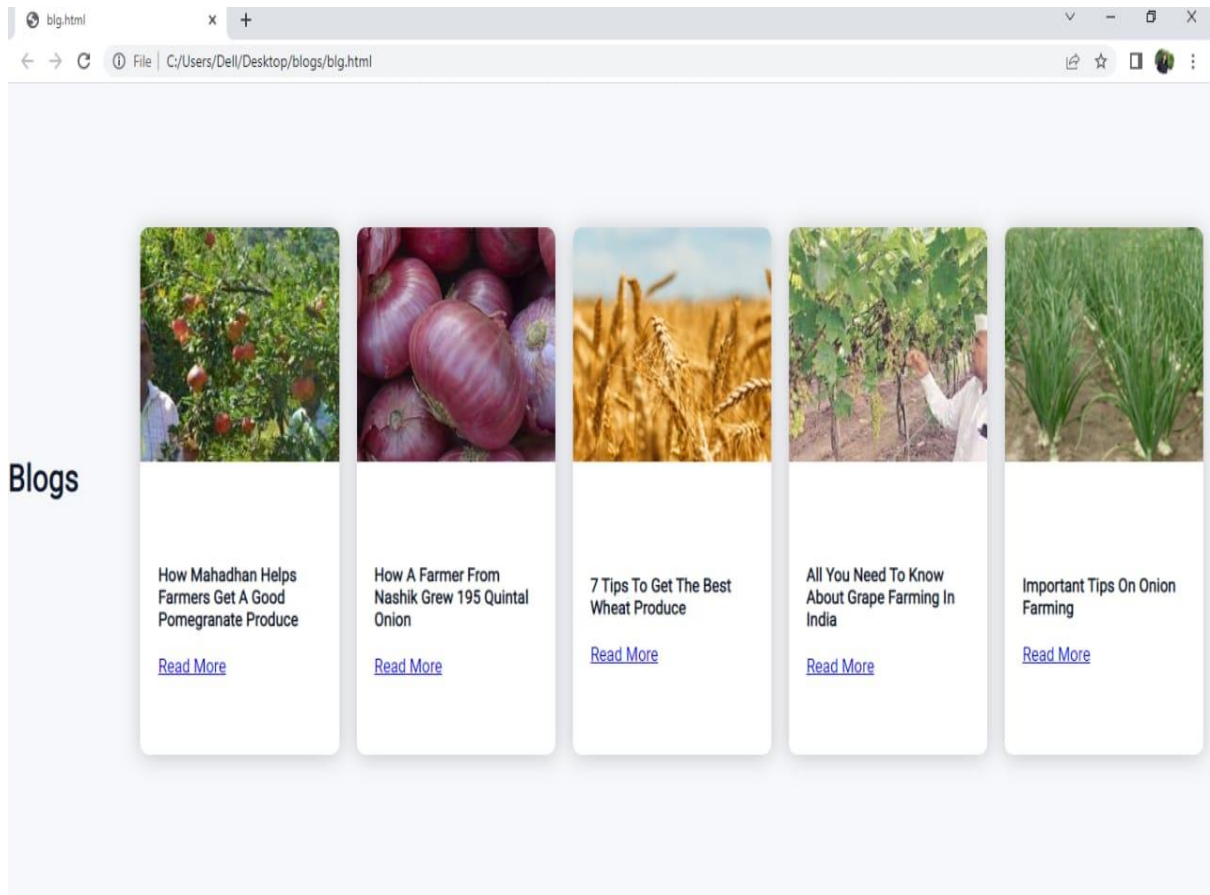 blg.html
File | C:/Users/Dell/Desktop/blogs/blg.html
Blogs
How Mahadhan Helps
Farmers Get A Good
Pomegranate Produce
Read More
How A Farmer From
Nashik Grew 195 Quintal
Onion
Read More
7 Tips To Get The Best
Wheat Produce
Read More
All You Need To Know
About Grape Farming In
India
Read More
Important Tips On Onion
Farming
Read More